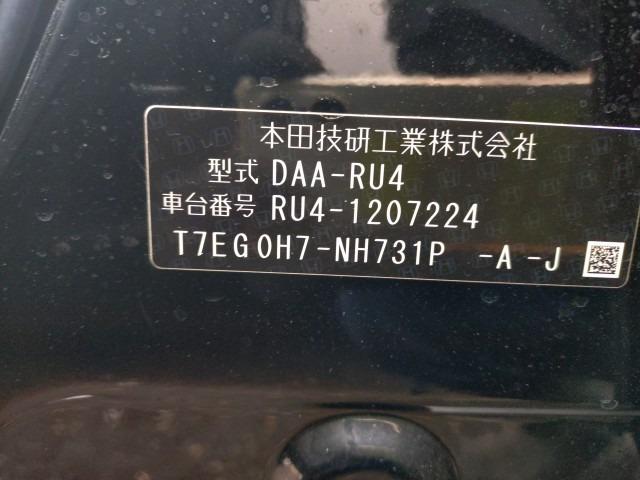 本田技研工業株式会社
型式 DAA-RU4
車台番号 RU4-1207224
T7EG0H7-NH731P -A -J